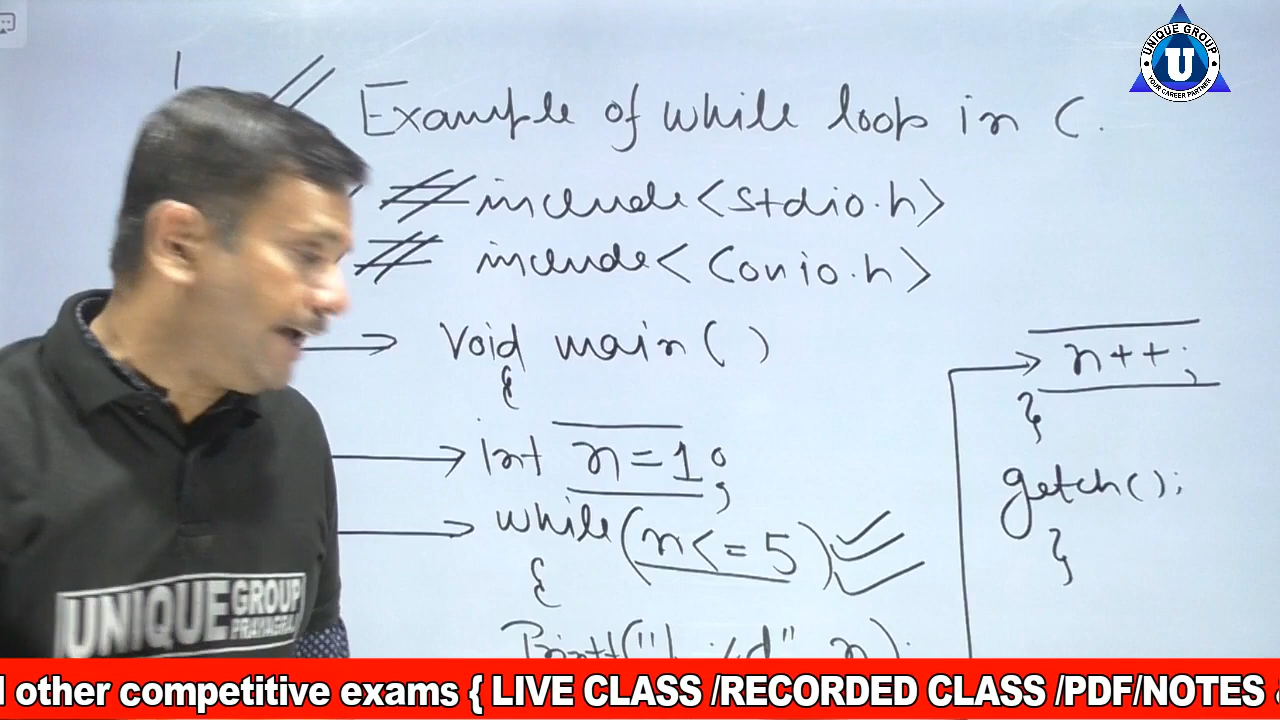 UNIQUE GROUP
U
YOUR CAREER PARTNER
Example of while loop in C.
# include <stdio.h>
# include < Conio.h>
Void main ( )
{
int n = 1 ;
while (n <= 5)
{
n++;
}
getch();
}
UNIQUE GROUP
other competitive exams { LIVE CLASS /RECORDED CLASS /PDF/NOTES